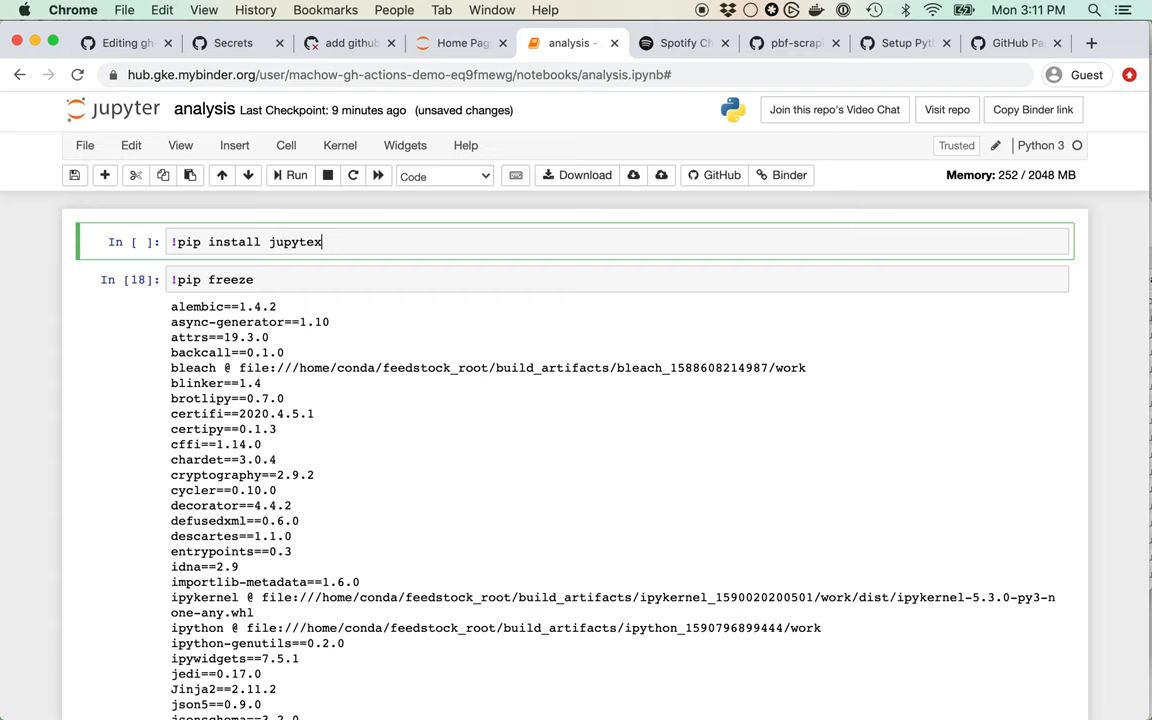 Chrome File Edit View History Bookmarks People Tab Window Help Mon 3:11 PM
Editing gh Secrets add github Home Pag analysis - Spotify Ch pbf-scrap Setup Pyt GitHub Pa
hub.gke.mybinder.org/user/machow-gh-actions-demo-eq9fmewg/notebooks/analysis.ipynb# Guest
jupyter analysis Last Checkpoint: 9 minutes ago (unsaved changes) Join this repo's Video Chat Visit repo Copy Binder link
File Edit View Insert Cell Kernel Widgets Help Trusted Python 3
Run Code Download GitHub Binder Memory: 252 / 2048 MB
In [ ]: !pip install jupytex
In [18]: !pip freeze
alembic==1.4.2
async-generator==1.10
attrs==19.3.0
backcall==0.1.0
bleach @ file:///home/conda/feedstock_root/build_artifacts/bleach_1588608214987/work
blinker==1.4
brotlipy==0.7.0
certifi==2020.4.5.1
certipy==0.1.3
cffi==1.14.0
chardet==3.0.4
cryptography==2.9.2
cycler==0.10.0
decorator==4.4.2
defusedxml==0.6.0
descartes==1.1.0
entrypoints==0.3
idna==2.9
importlib-metadata==1.6.0
ipykernel @ file:///home/conda/feedstock_root/build_artifacts/ipykernel_1590020200501/work/dist/ipykernel-5.3.0-py3-n
one-any.whl
ipython @ file:///home/conda/feedstock_root/build_artifacts/ipython_1590796899444/work
ipython-genutils==0.2.0
ipywidgets==7.5.1
jedi==0.17.0
Jinja2==2.11.2
json5==0.9.0
jsonschema==3.2.0